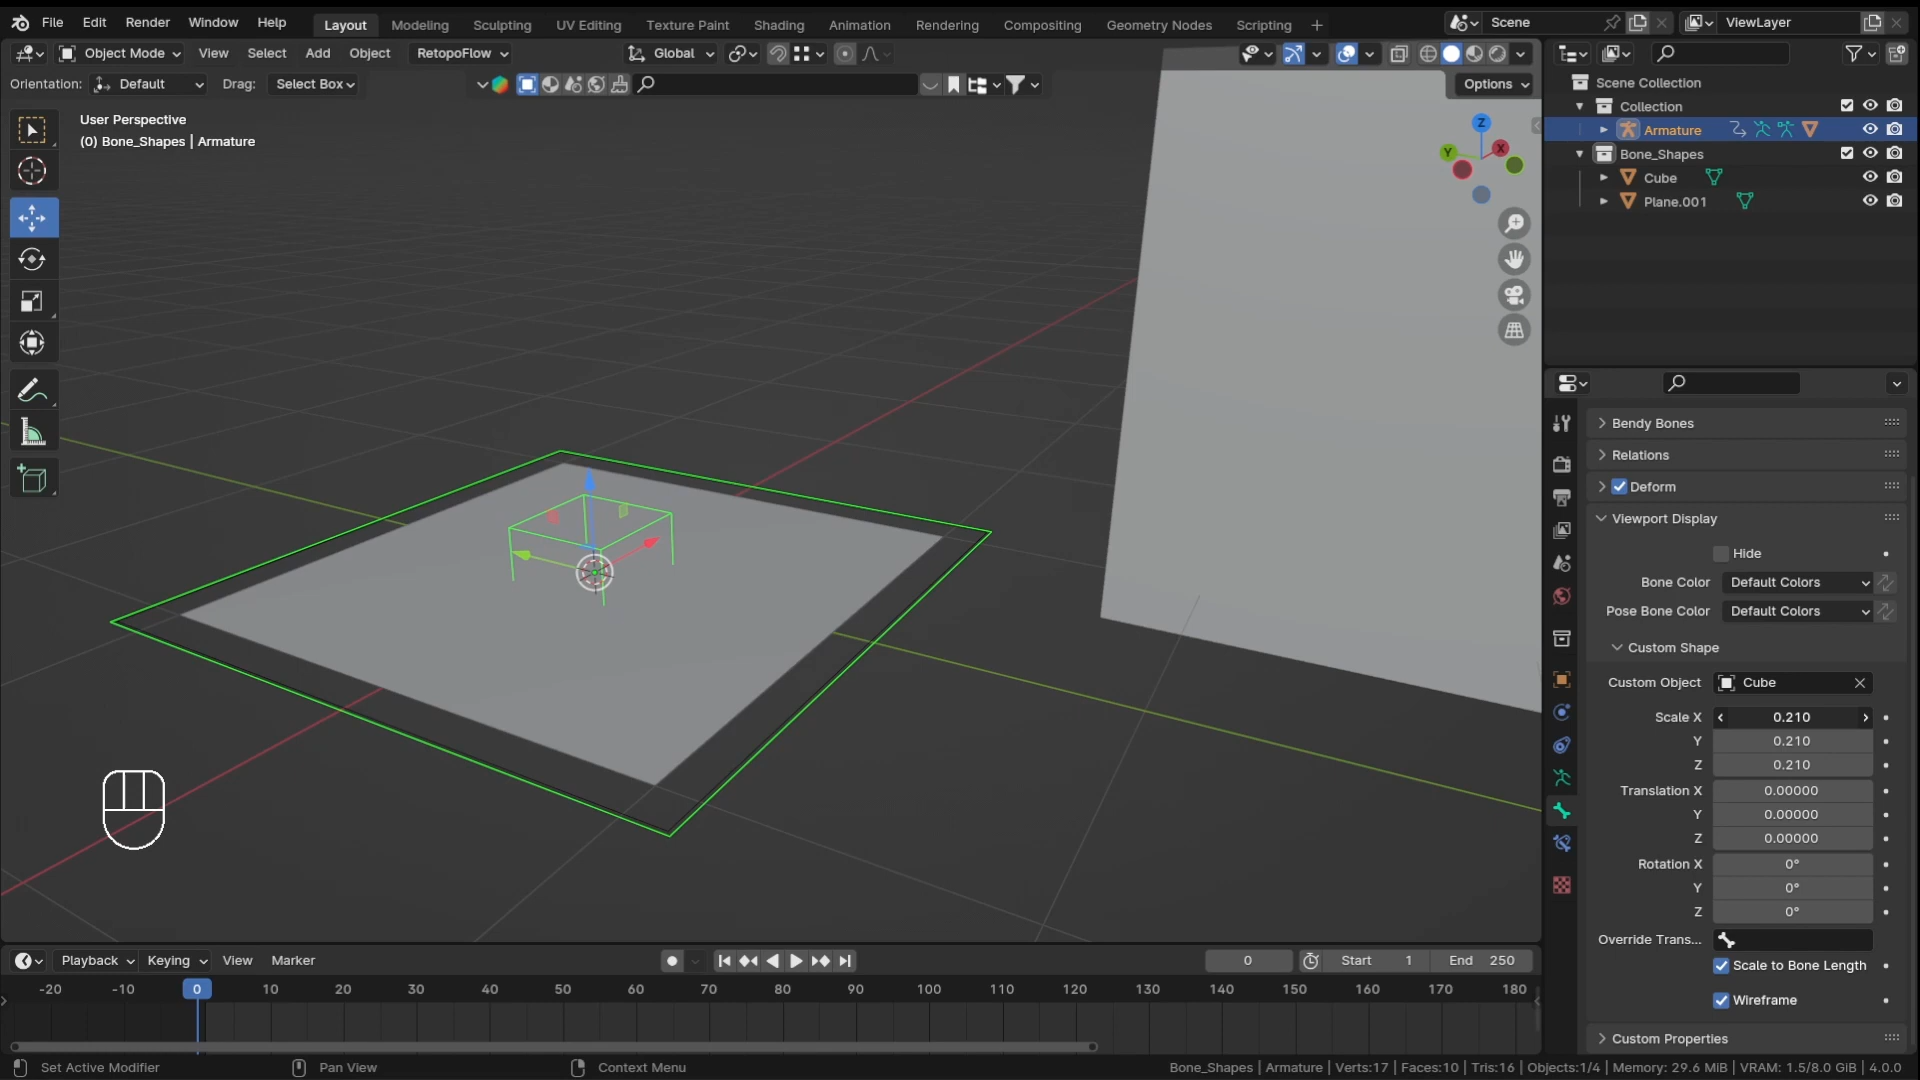 File Edit Render Window Help Layout Modeling Sculpting UV Editing Texture Paint Shading Animation Rendering Compositing Geometry Nodes Scripting Scene ViewLayer
Object Mode View Select Add Object RetopoFlow Global
Orientation: Default Drag: Select Box Options
User Perspective
(0) Bone_Shapes | Armature
Z
Y
X
Scene Collection
Collection
Armature
Bone_Shapes
Cube
Plane.001
Bendy Bones
Relations
Deform
Viewport Display
Hide
Bone Color Default Colors
Pose Bone Color Default Colors
Custom Shape
Custom Object Cube
Scale X 0.210
Y 0.210
Z 0.210
Translation X 0.00000
Y 0.00000
Z 0.00000
Rotation X 0°
Y 0°
Z 0°
Override Trans...
Scale to Bone Length
Wireframe
Custom Properties
Playback Keying View Marker 0 Start 1 End 250
-20 -10 0 10 20 30 40 50 60 70 80 90 100 110 120 130 140 150 160 170 180
Set Active Modifier Pan View Context Menu Bone_Shapes | Armature | Verts:17 | Faces:10 | Tris:16 | Objects:1/4 | Memory: 29.6 MiB | VRAM: 1.5/8.0 GiB | 4.0.0